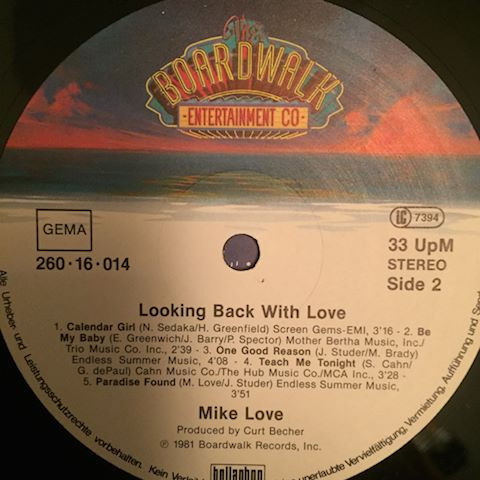 The
BOARDWALK
·ENTERTAINMENT CO·
GEMA
LC 7394
260·16·014
33 UpM
STEREO
Side 2
Looking Back With Love
1. Calendar Girl (N. Sedaka/H. Greenfield) Screen Gems-EMI, 3'16 - 2. Be
My Baby (E. Greenwich/J. Barry/P. Spector) Mother Bertha Music, Inc./
Trio Music Co. Inc., 2'39 - 3. One Good Reason (J. Studer/M. Brady)
Endless Summer Music, 4'08 - 4. Teach Me Tonight (S. Cahn/
G. dePaul) Cahn Music Co./The Hub Music Co./MCA Inc., 3'28 -
5. Paradise Found (M. Love/J. Studer) Endless Summer Music,
3'51
Mike Love
Produced by Curt Becher
℗ 1981 Boardwalk Records, Inc.
bellaphon
Alle Urheber- und Leistungsschutzrechte vorbehalten. Kein Verleih
unerlaubte Vervielfältigung, Vermietung, Aufführung und